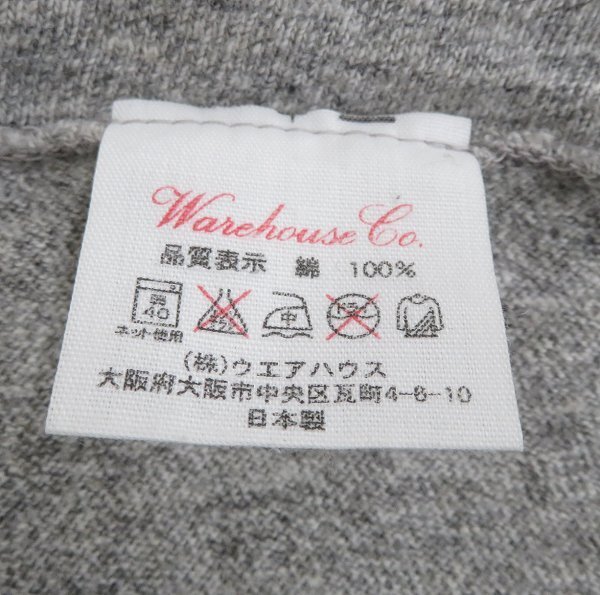 Warehouse Co.
品質表示 綿 100%
40 中
ネット使用
(株)ウエアハウス
大阪府大阪市中央区瓦町4-6-10
日本製